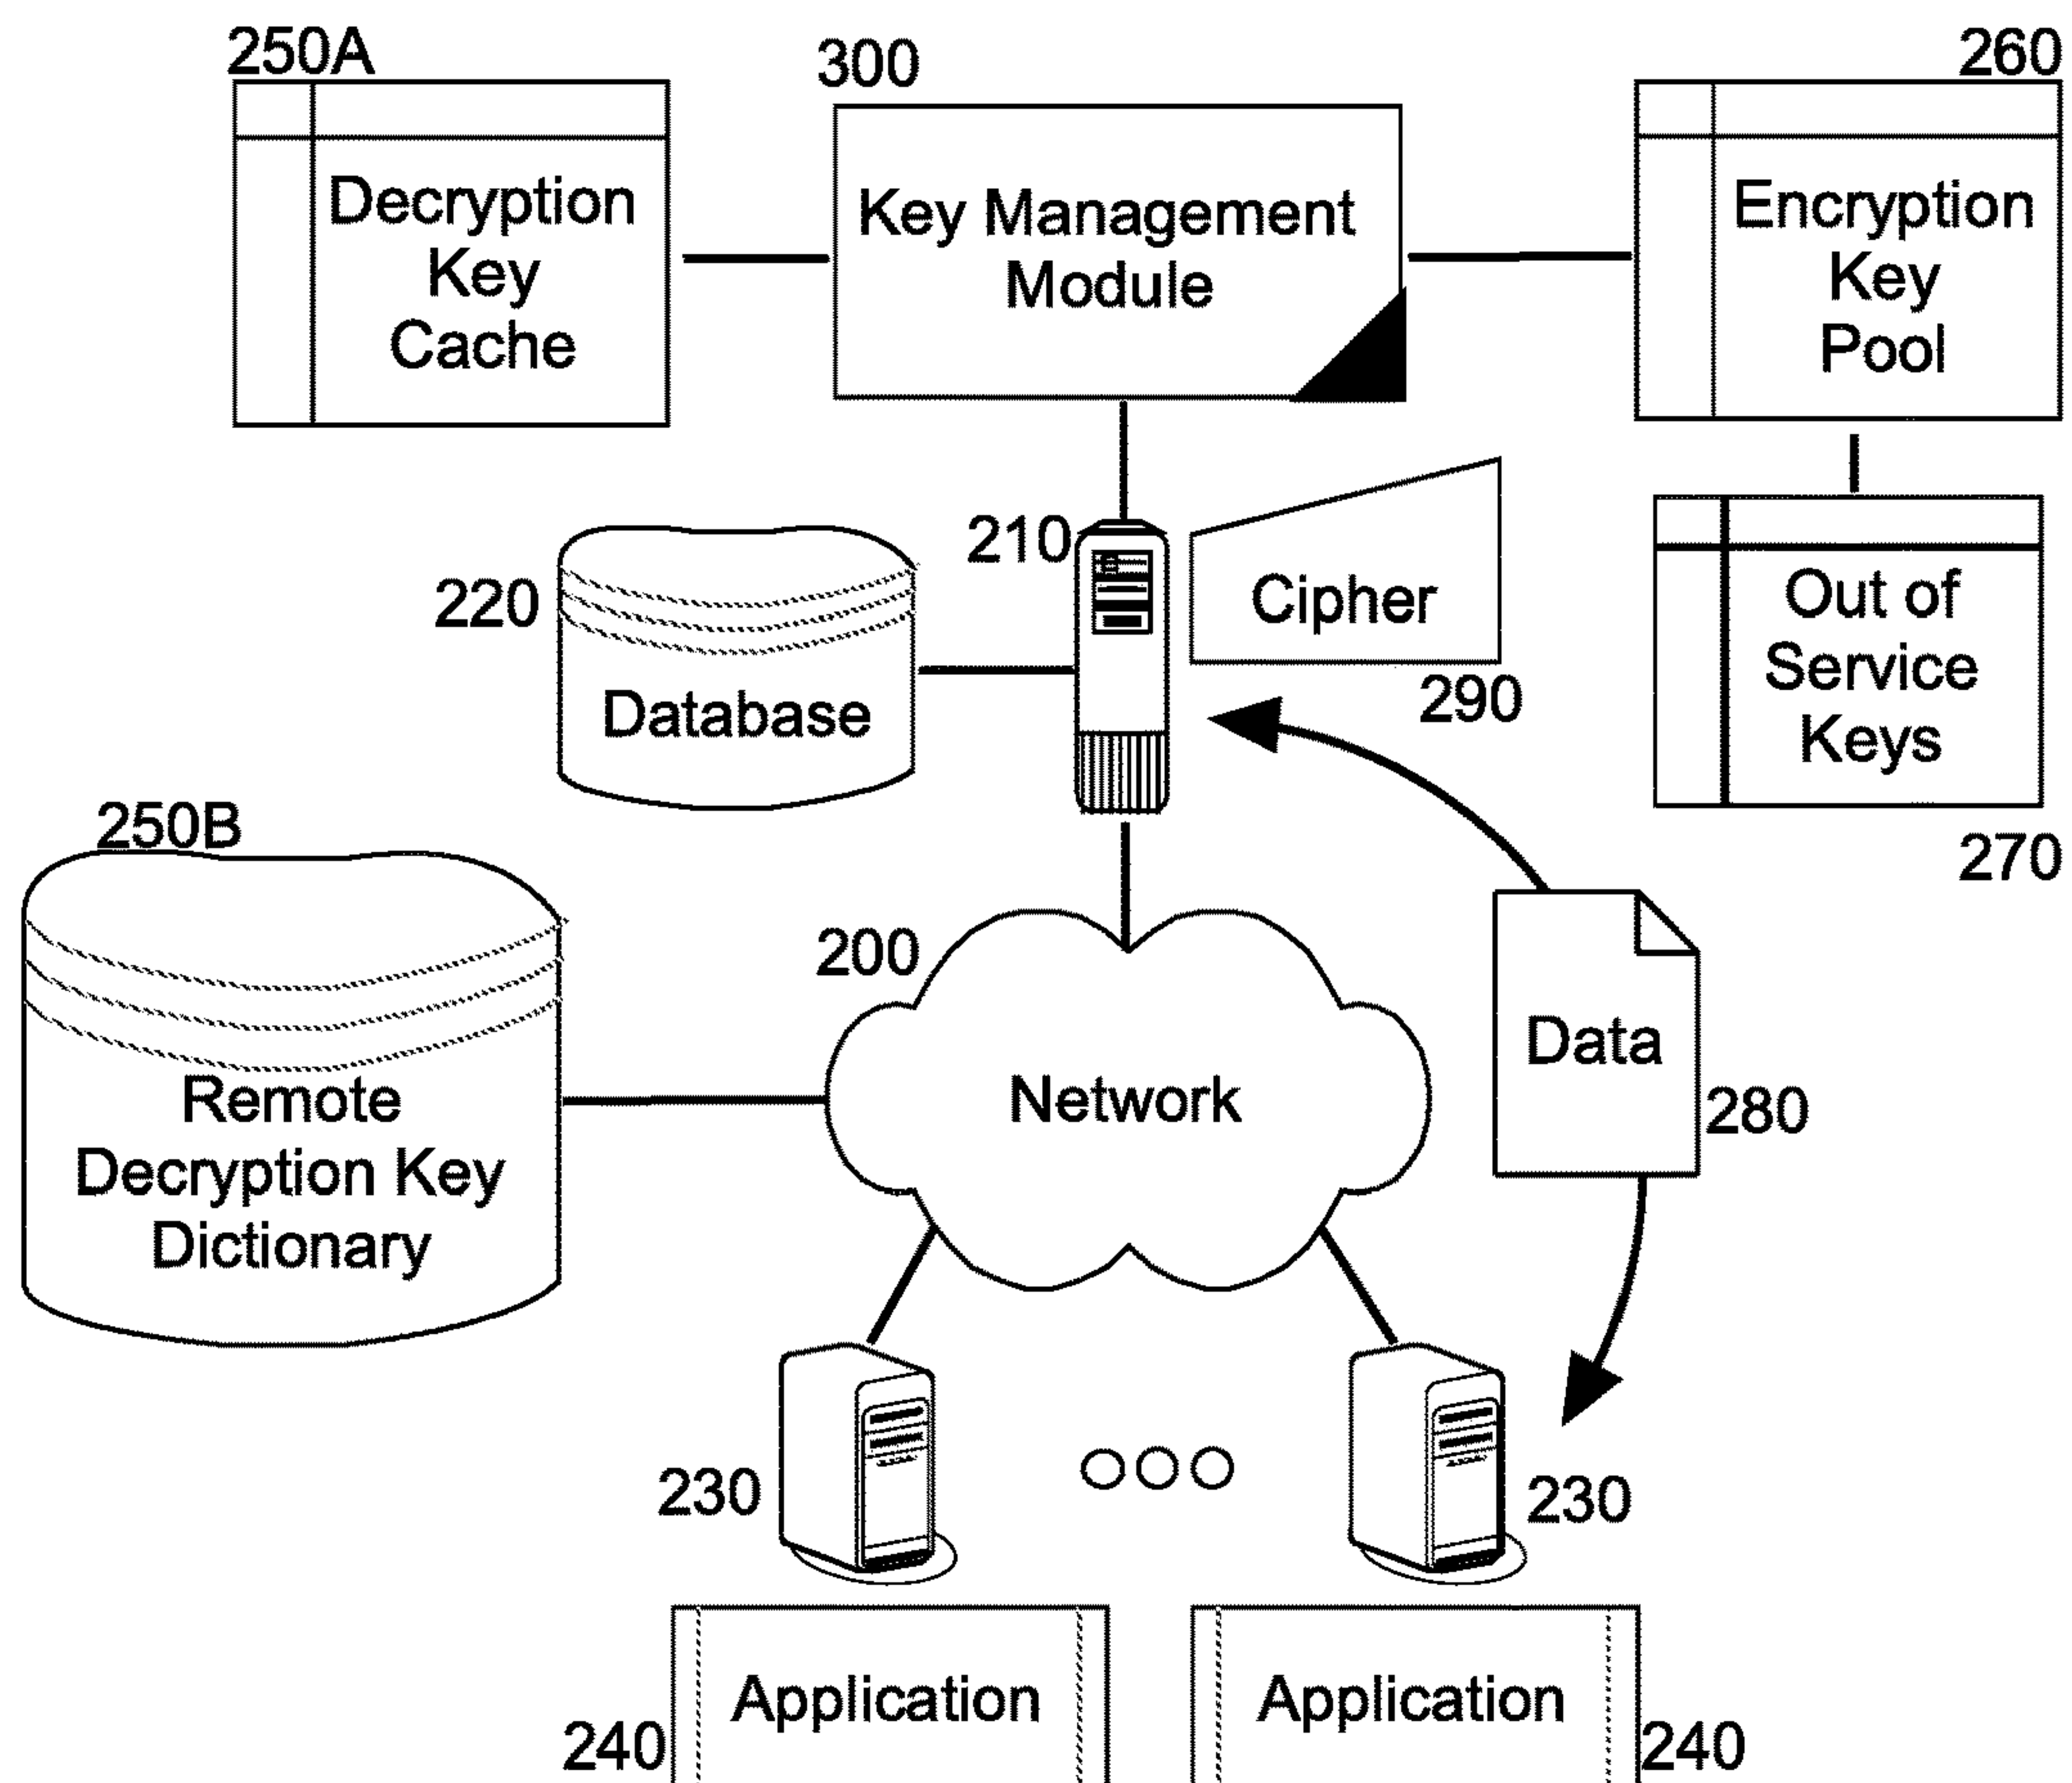 250A
300
260
Decryption
Key
Cache
Key Management
Module
Encryption
Key
Pool
210
220
Database
Cipher
290
Out of
Service
Keys
270
250B
Remote
Decryption Key
Dictionary
200
Network
Data
280
230
230
Application
Application
240
240